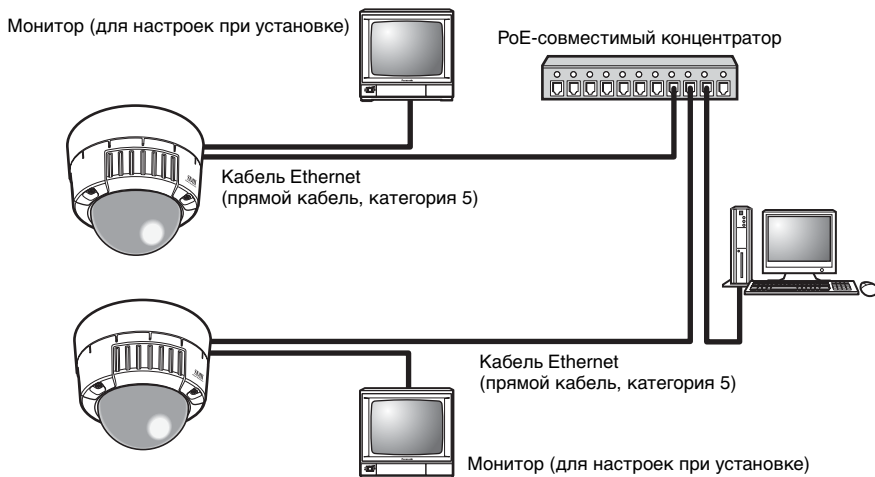 Монитор (для настроек при установке)
PoE-совместимый концентратор
Кабель Ethernet
(прямой кабель, категория 5)
Кабель Ethernet
(прямой кабель, категория 5)
Монитор (для настроек при установке)